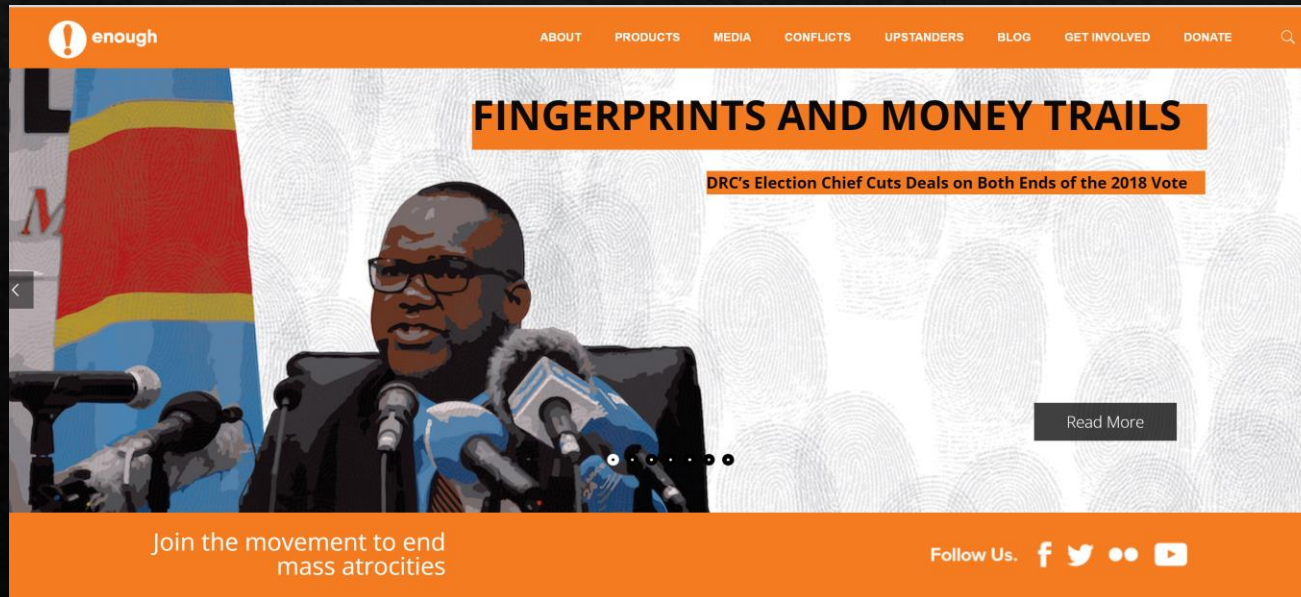 enough
ABOUT PRODUCTS MEDIA CONFLICTS UPSTANDERS BLOG GET INVOLVED DONATE
FINGERPRINTS AND MONEY TRAILS
DRC's Election Chief Cuts Deals on Both Ends of the 2018 Vote
M
Read More
Join the movement to end
mass atrocities
Follow Us.